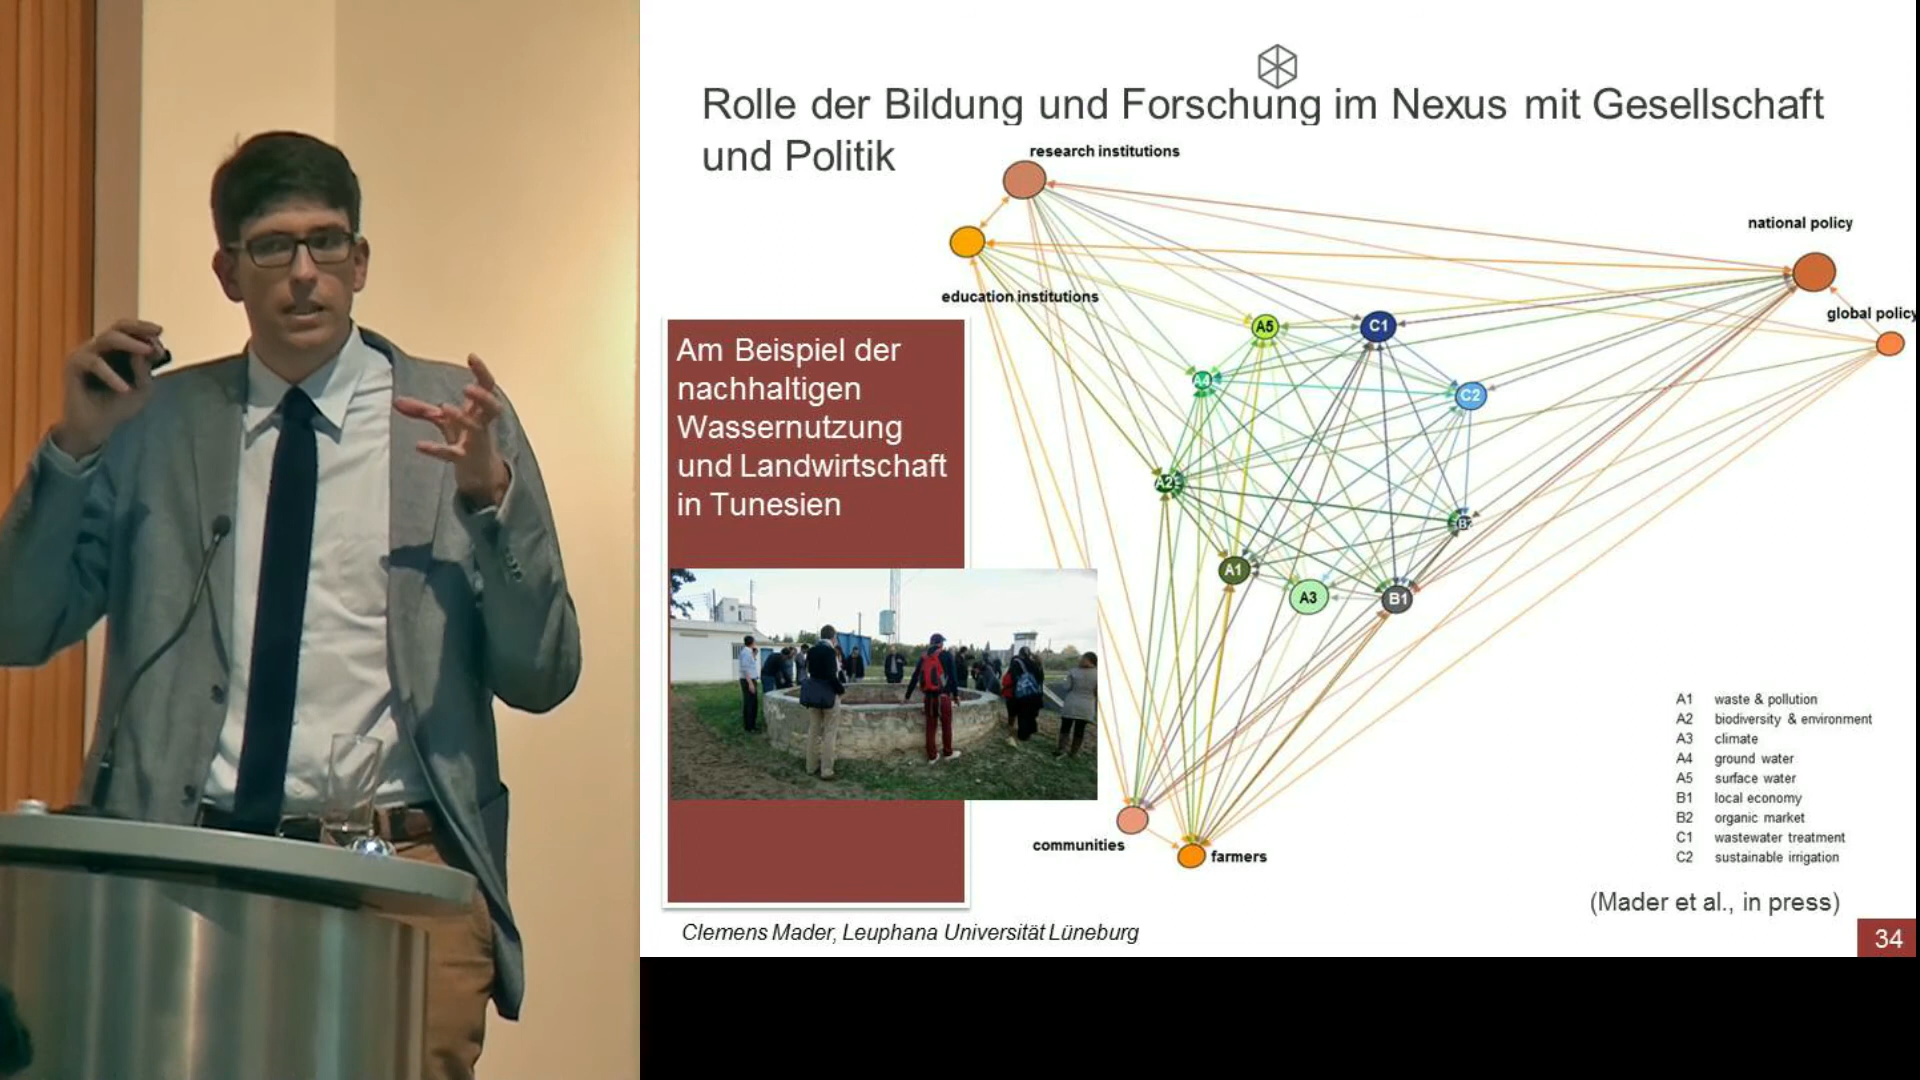 Rolle der Bildung und Forschung im Nexus mit Gesellschaft
und Politik
research institutions
national policy
education institutions
global policy
Am Beispiel der
nachhaltigen
Wassernutzung
und Landwirtschaft
in Tunesien
A5
C1
A4
C2
A2
B2
A1
A3
B1
communities
farmers
A1 waste & pollution
A2 biodiversity & environment
A3 climate
A4 ground water
A5 surface water
B1 local economy
B2 organic market
C1 wastewater treatment
C2 sustainable irrigation
(Mader et al., in press)
Clemens Mader, Leuphana Universität Lüneburg
34